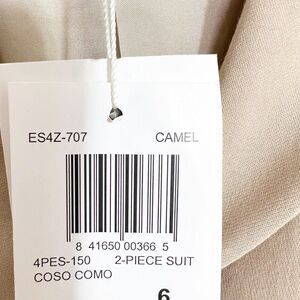 ES4Z-707 CAMEL
8 41650 00366 5
4PES-150 2-PIECE SUIT
COSO COMO
6